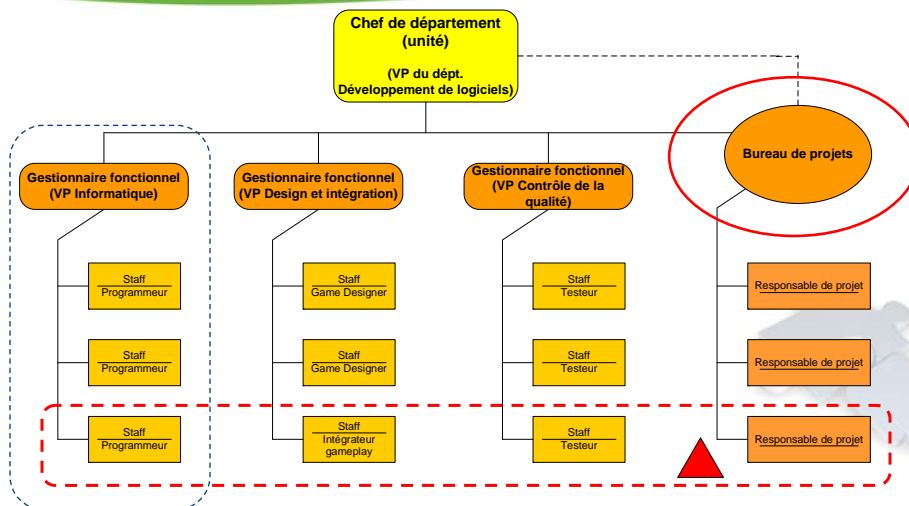 Chef de département
(unité)
(VP du dépt.
Développement de logiciels)
Bureau de projets
Gestionnaire fonctionnel
(VP Informatique)
Gestionnaire fonctionnel
(VP Design et intégration)
Gestionnaire fonctionnel
(VP Contrôle de la
qualité)
Staff
Programmeur
Staff
Game Designer
Staff
Testeur
Responsable de projet
Staff
Programmeur
Staff
Game Designer
Staff
Testeur
Responsable de projet
Staff
Programmeur
Staff
Intégrateur
gameplay
Staff
Testeur
Responsable de projet